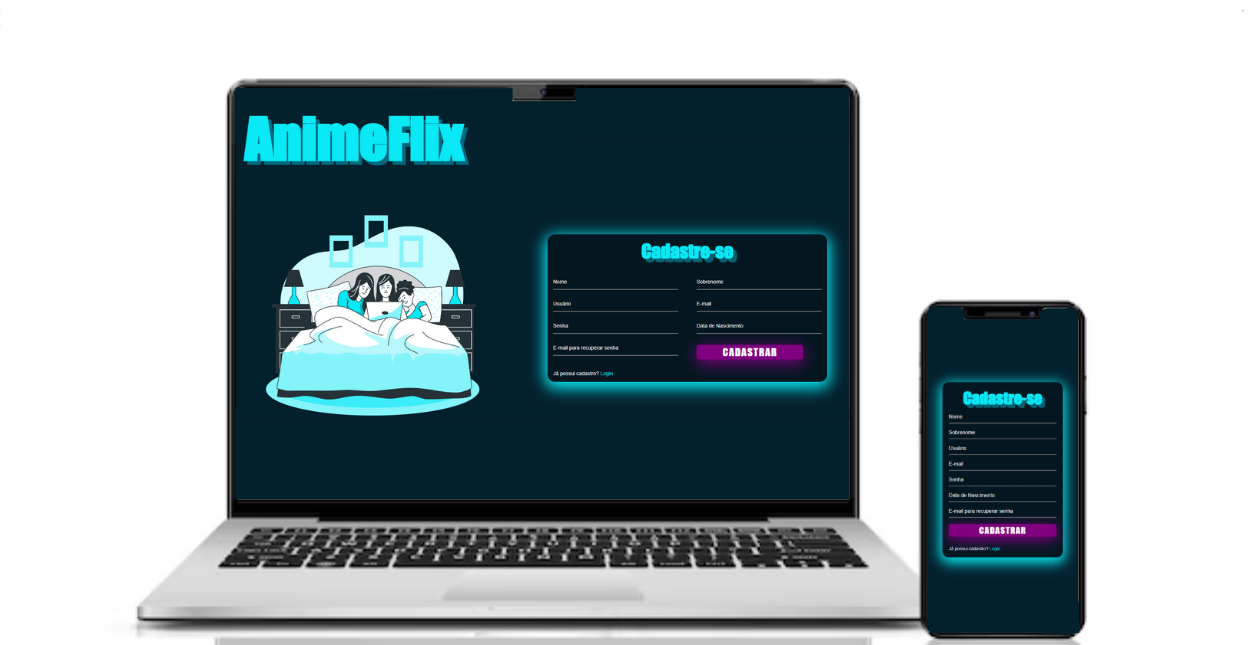 AnimeFlix
Cadastre-se
Nome
Sobrenome
Usuário
E-mail
Senha
Data de Nascimento
E-mail para recuperar senha
CADASTRAR
Já possui cadastro? Login
Cadastre-se
Nome
Sobrenome
Usuário
E-mail
Senha
Data de Nascimento
E-mail para recuperar senha
CADASTRAR
Já possui cadastro? Login